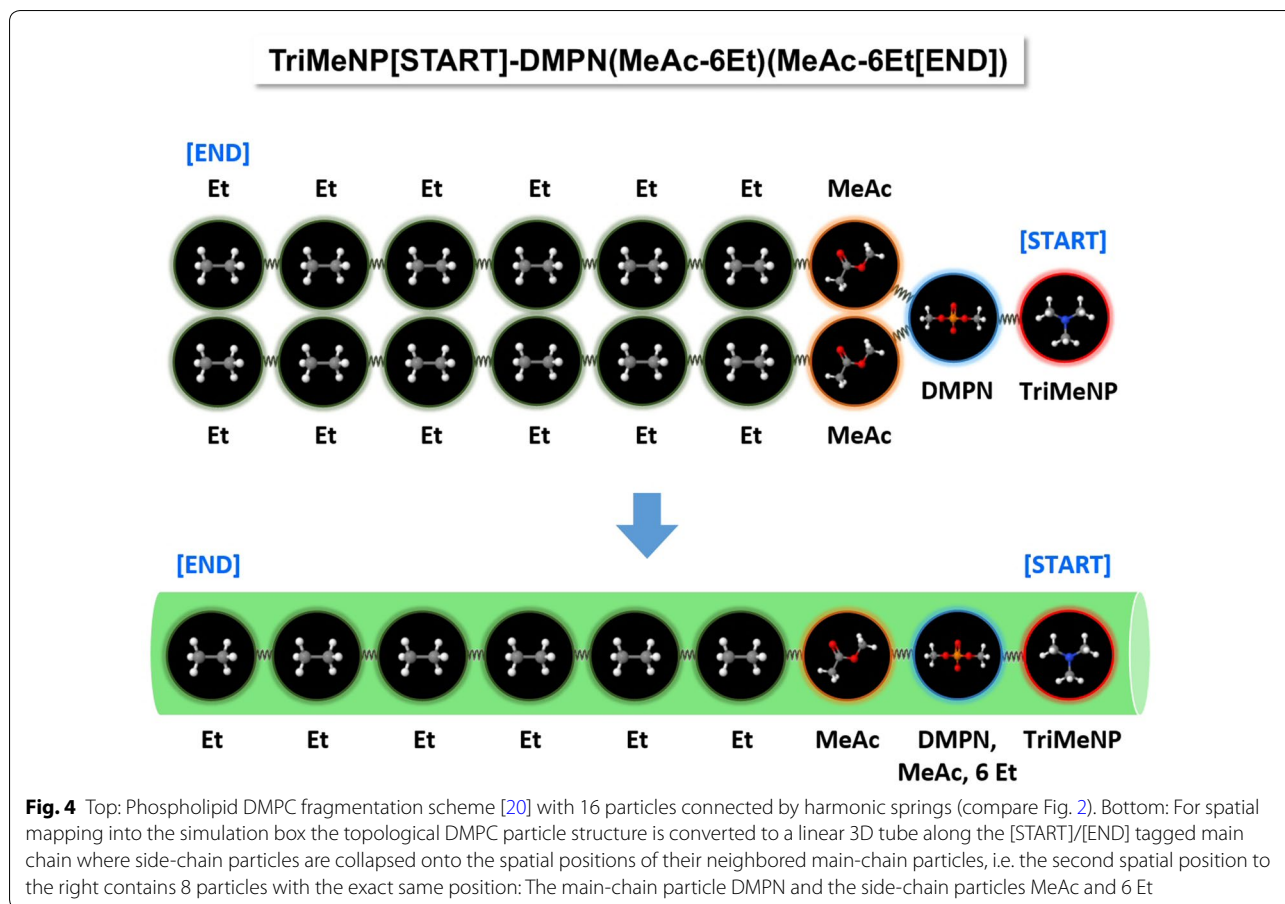 TriMeNP[START]-DMPN(MeAc-6Et)(MeAc-6Et[END])
[END]
Et Et Et Et Et Et MeAc
[START]
DMPN TriMeNP
Et Et Et Et Et Et MeAc
[END] [START]
Et Et Et Et Et Et MeAc DMPN, TriMeNP
MeAc, 6 Et
Fig. 4 Top: Phospholipid DMPC fragmentation scheme [20] with 16 particles connected by harmonic springs (compare Fig. 2). Bottom: For spatial
mapping into the simulation box the topological DMPC particle structure is converted to a linear 3D tube along the [START]/[END] tagged main
chain where side-chain particles are collapsed onto the spatial positions of their neighbored main-chain particles, i.e. the second spatial position to
the right contains 8 particles with the exact same position: The main-chain particle DMPN and the side-chain particles MeAc and 6 Et